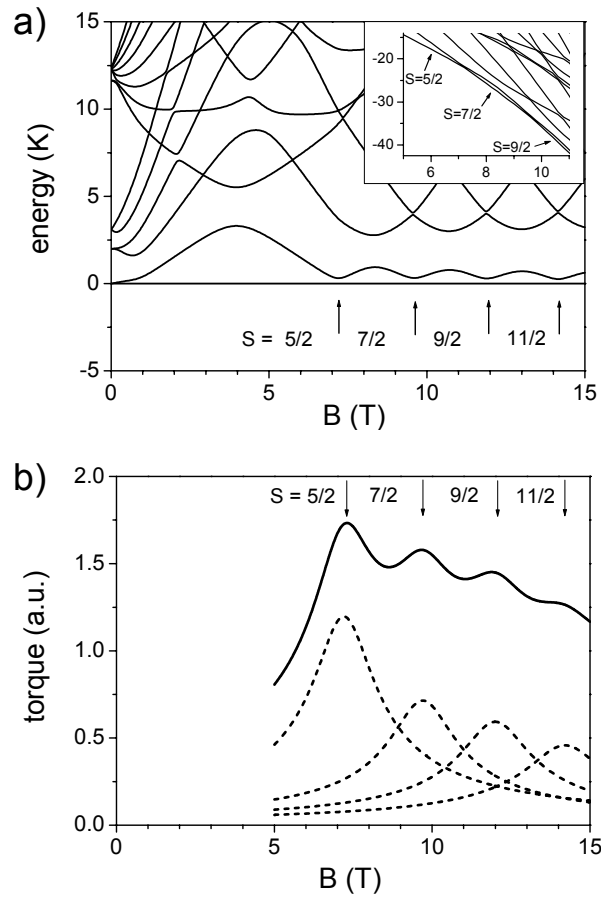 a)
energy (K)
15
10
5
0
-5
-20
-30
-40
S=5/2
S=7/2
S=9/2
6 8 10
S = 5/2 7/2 9/2 11/2
0 5 10 15
B (T)
b)
torque (a.u.)
2.0
1.5
1.0
0.5
0.0
S = 5/2 7/2 9/2 11/2
0 5 10 15
B (T)